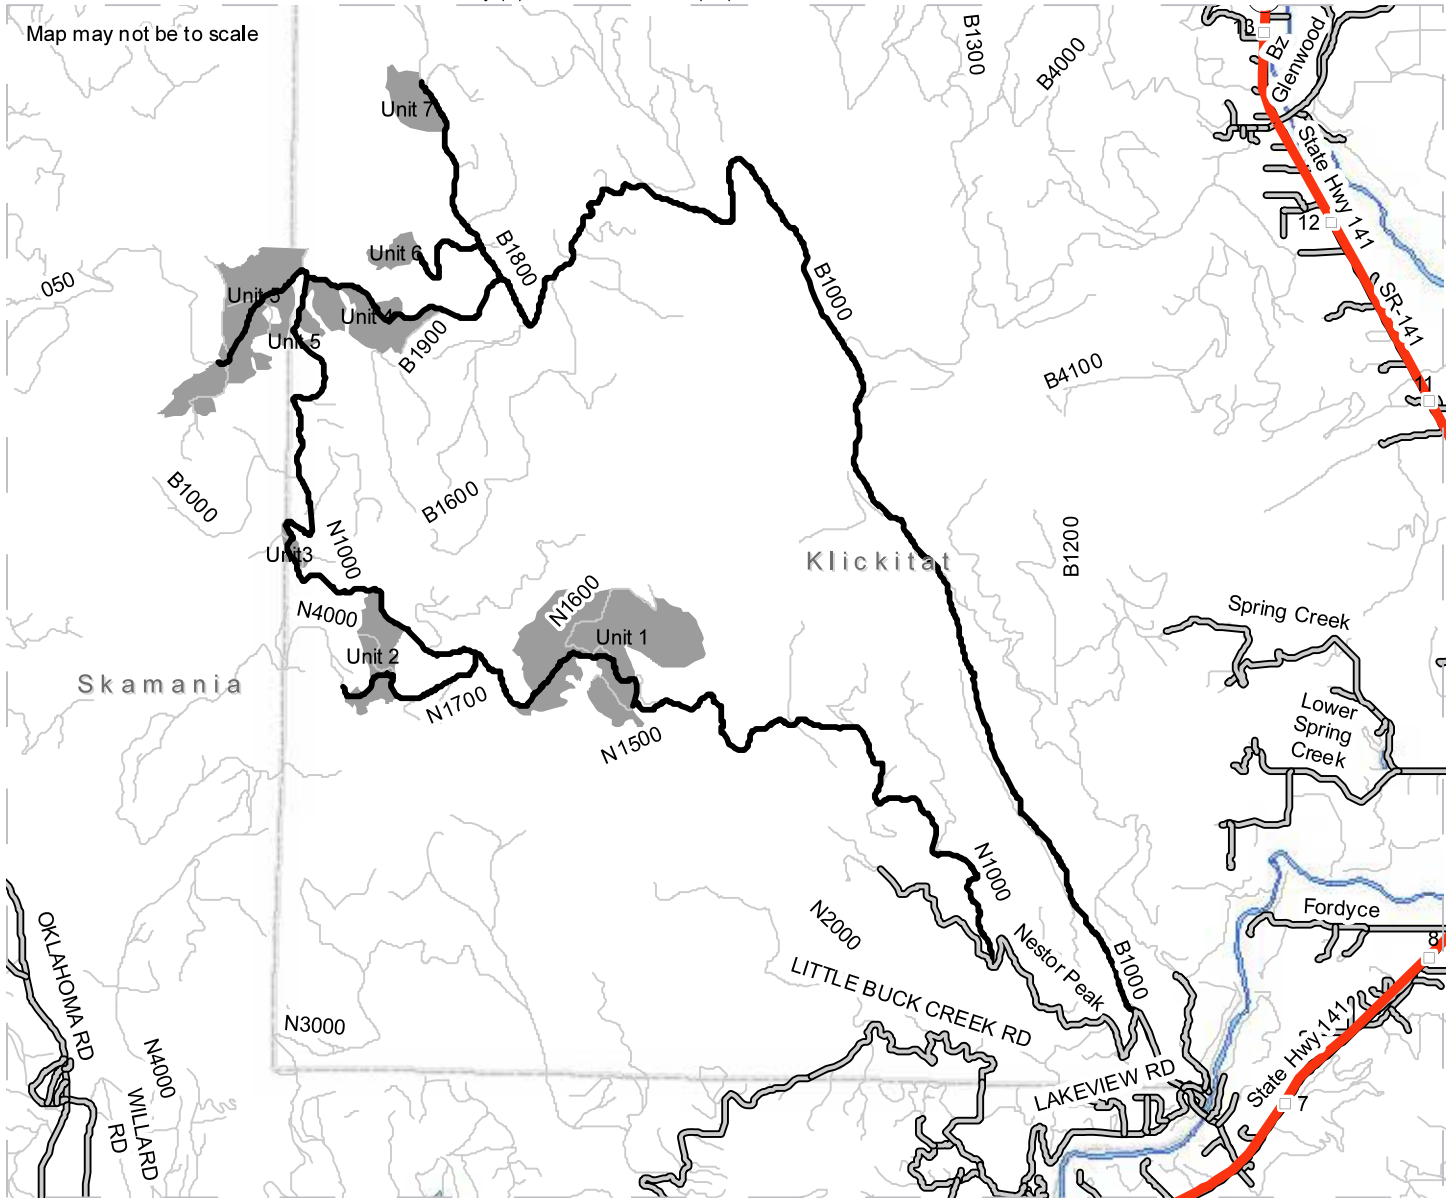 Map may not be to scale
13
Bz
Glenwood
B1300
B4000
Unit 7
State Hwy 141
12
Unit 6
B1800
050
Unit 5
Unit 4
B1000
SR-141
Unit 5
B1900
B4100
11
B1000
B1600
N1000
B1200
Unit3
Klickitat
N4000
N1600
Spring Creek
Unit 1
Unit 2
Skamania
N1700
N1500
Lower
Spring
Creek
N1000
Fordyce
N2000
8
OKLAHOMA RD
Nestor Peak
B1000
LITTLE BUCK CREEK RD
N3000
State Hwy 141
N4000
LAKEVIEW RD
7
WILLARD
RD